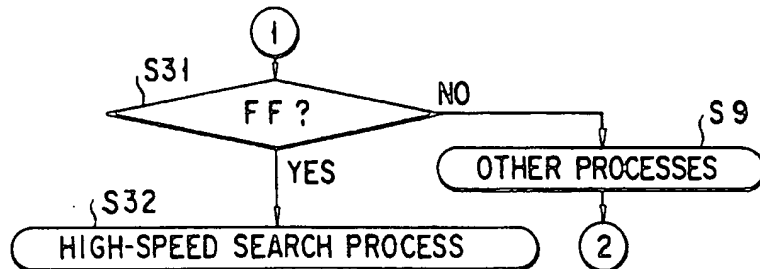 1
S31
FF?
NO
S9
YES
OTHER PROCESSES
S32
HIGH-SPEED SEARCH PROCESS
2